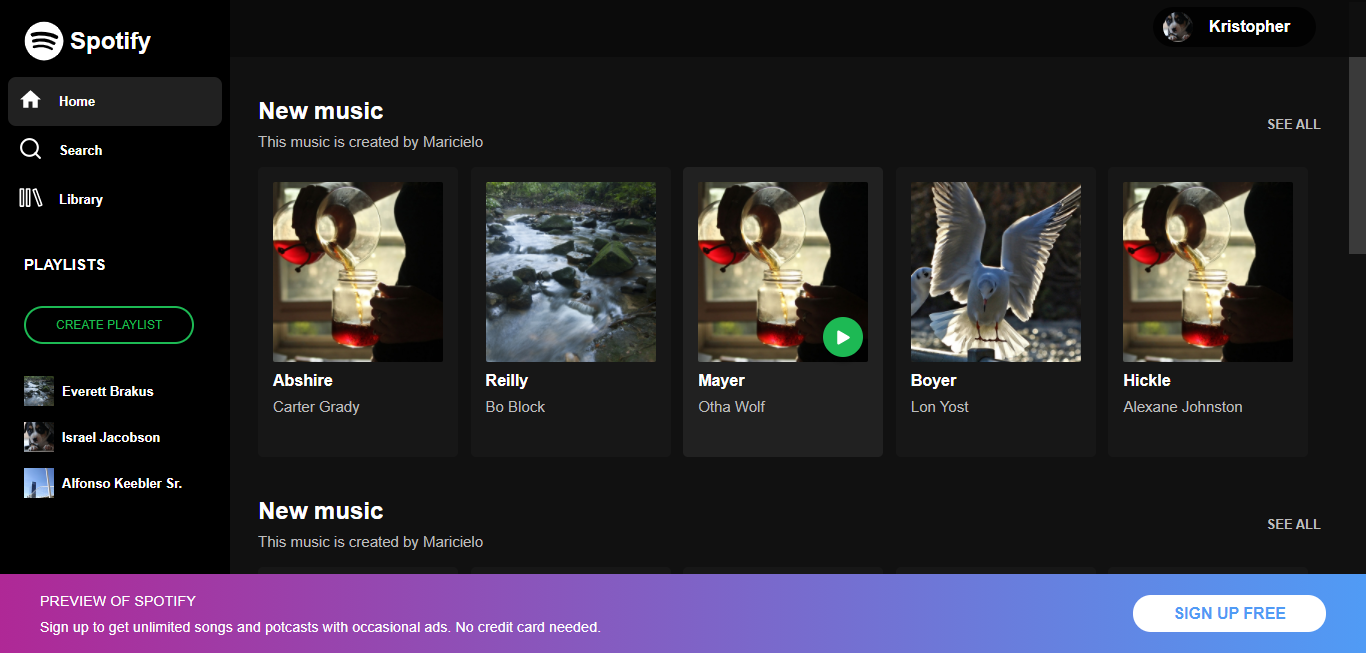 Spotify
Kristopher
Home
Search
Library
PLAYLISTS
CREATE PLAYLIST
Everett Brakus
Israel Jacobson
Alfonso Keebler Sr.
New music
This music is created by Maricielo
SEE ALL
Abshire
Carter Grady
Reilly
Bo Block
Mayer
Otha Wolf
Boyer
Lon Yost
Hickle
Alexane Johnston
New music
This music is created by Maricielo
SEE ALL
PREVIEW OF SPOTIFY
Sign up to get unlimited songs and potcasts with occasional ads. No credit card needed.
SIGN UP FREE